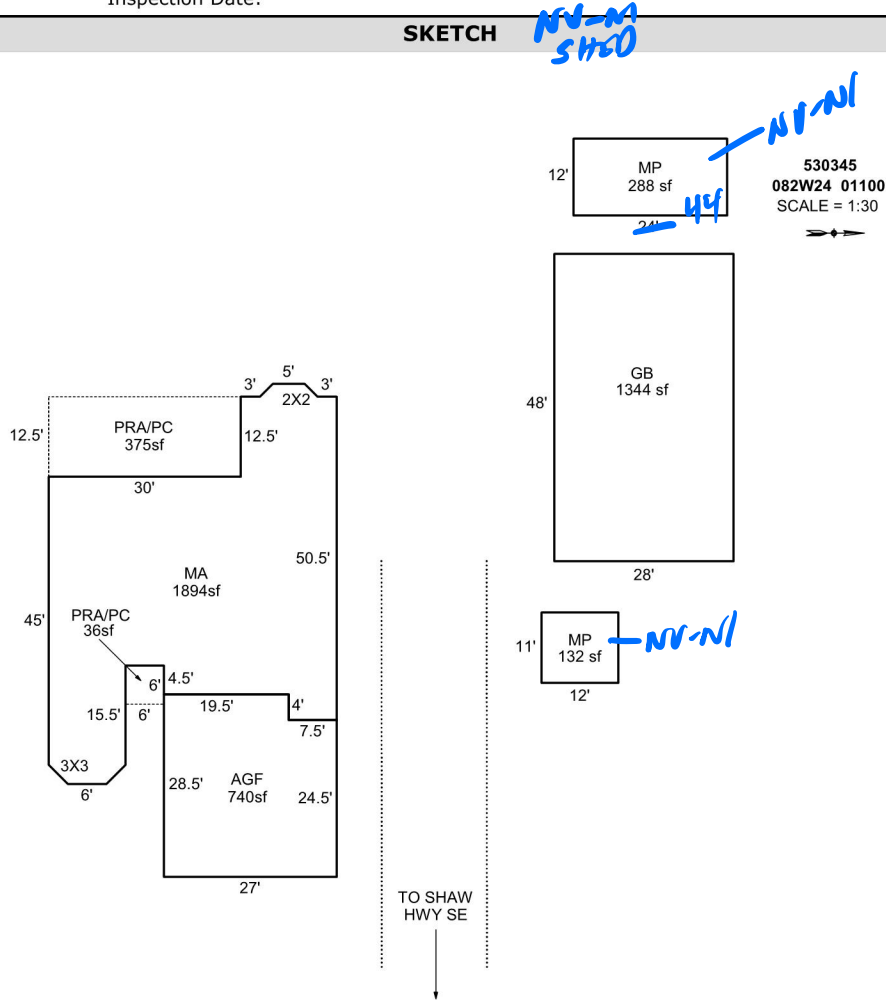 Inspection Date:
SKETCH
NV-NI
SHED
NV-NI
12'
MP
288 sf
24'
44
530345
082W24 01100
SCALE = 1:30
48'
GB
1344 sf
28'
5'
3'
3'
2X2
12.5'
PRA/PC
375sf
12.5'
30'
50.5'
MA
1894sf
45'
PRA/PC
36sf
6'
4.5'
19.5'
4'
15.5'
6'
7.5'
3X3
6'
28.5'
AGF
740sf
24.5'
27'
11'
MP
132 sf
NV-NI
12'
TO SHAW
HWY SE